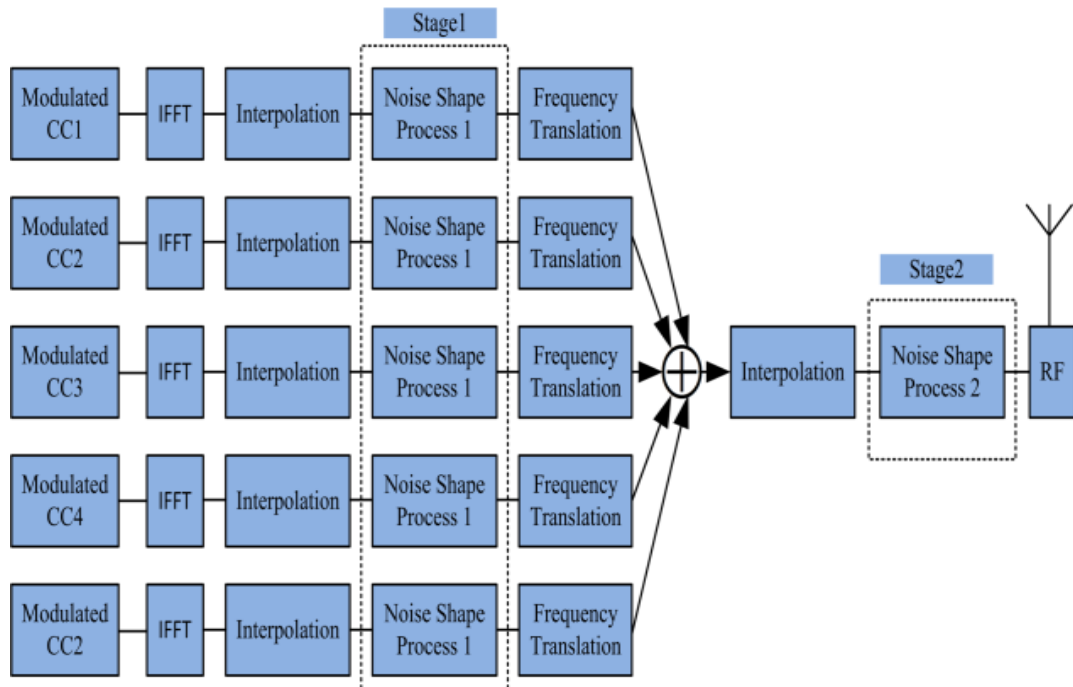 Stage1
Modulated
CC1
IFFT
Interpolation
Noise Shape
Process 1
Frequency
Translation
Modulated
CC2
IFFT
Interpolation
Noise Shape
Process 1
Frequency
Translation
Stage2
Modulated
CC3
IFFT
Interpolation
Noise Shape
Process 1
Frequency
Translation
Interpolation
Noise Shape
Process 2
RF
Modulated
CC4
IFFT
Interpolation
Noise Shape
Process 1
Frequency
Translation
Modulated
CC2
IFFT
Interpolation
Noise Shape
Process 1
Frequency
Translation